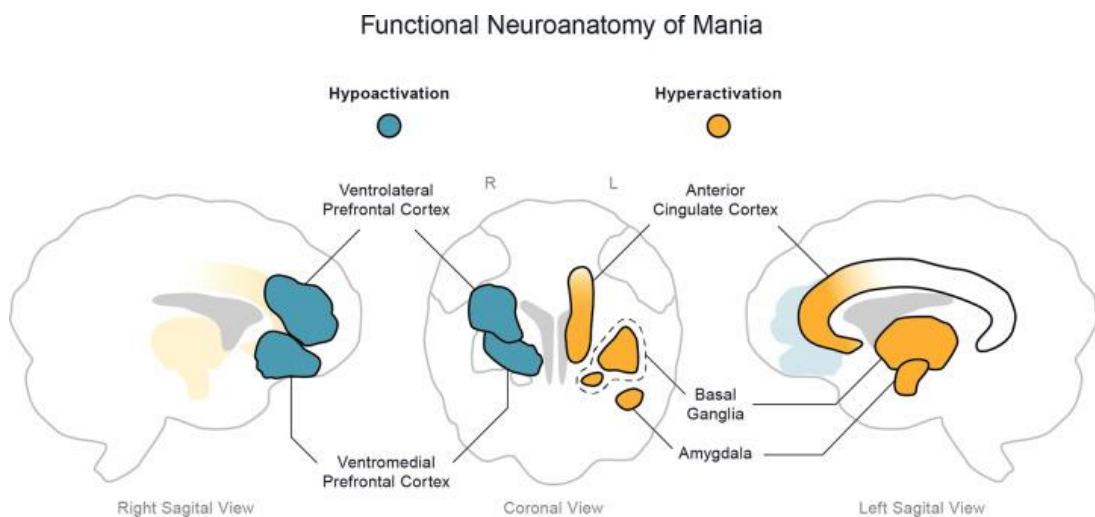 Functional Neuroanatomy of Mania
Hypoactivation
Hyperactivation
Ventrolateral
Prefrontal Cortex
R
L
Anterior
Cingulate Cortex
Basal
Ganglia
Amygdala
Ventromedial
Prefrontal Cortex
Right Sagital View
Coronal View
Left Sagital View